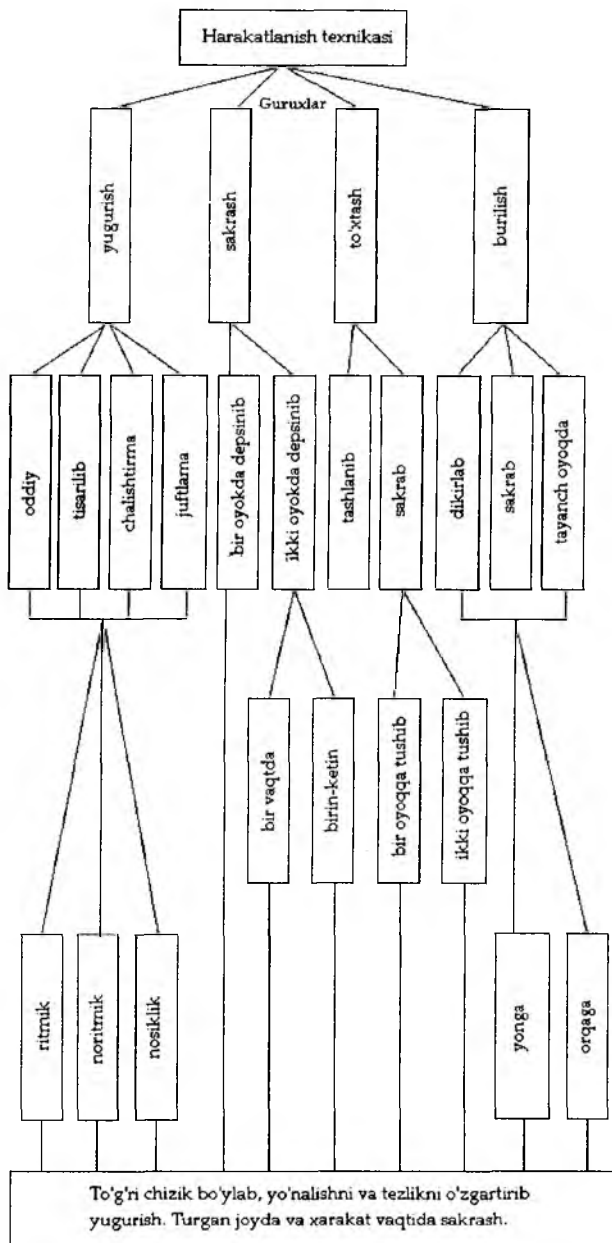 Harakatlanish texnikasi
Guruxlar
yugurish
sakrash
to'xtash
burilish
oddiy
tisarilib
chalishtirma
juftlama
bir oyokda depsinib
ikki oyokda depsinib
tashlanib
sakrab
dikirlab
sakrab
tayanch oyoqda
bir vaqtda
birin-ketin
bir oyoqqa tushib
ikki oyoqqa tushib
ritmik
noritmik
nosiklik
yonga
orqaga
To'g'ri chizik bo'ylab, yo'nalishni va tezlikni o'zgartirib
yugurish. Turgan joyda va xarakat vaqtida sakrash.